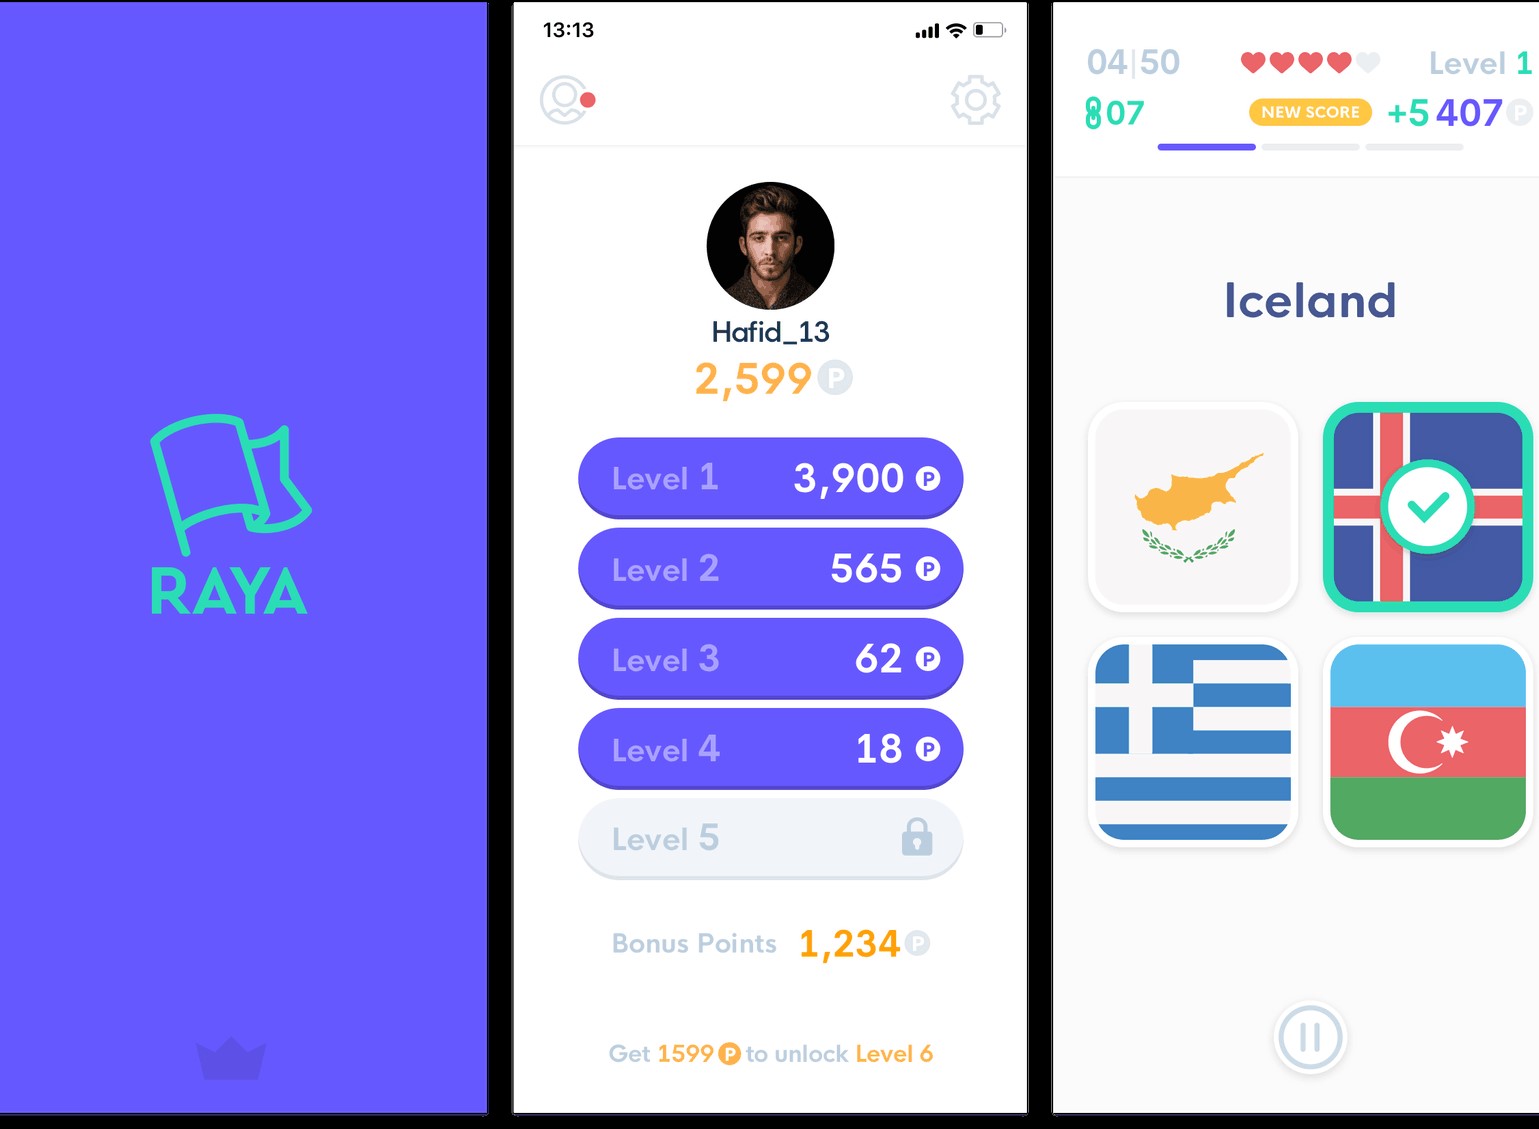 RAYA
13:13
Hafid_13
2,599 P
Level 1 3,900 P
Level 2 565 P
Level 3 62 P
Level 4 18 P
Level 5
Bonus Points 1,234 P
Get 1599 P to unlock Level 6
04|50 Level 1
07 NEW SCORE +5 407 P
Iceland